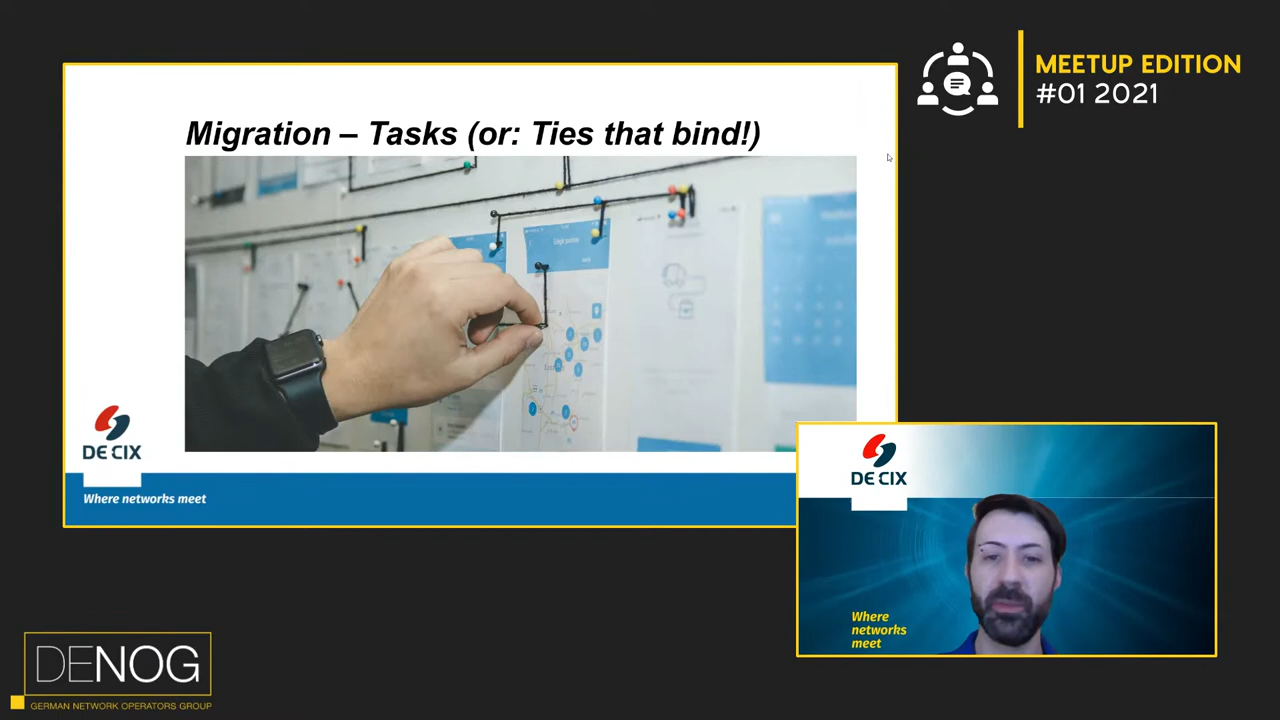 MEETUP EDITION
#01 2021
Migration – Tasks (or: Ties that bind!)
DE CIX
Where networks meet
DE CIX
Where
networks
meet
DENOG
GERMAN NETWORK OPERATORS GROUP